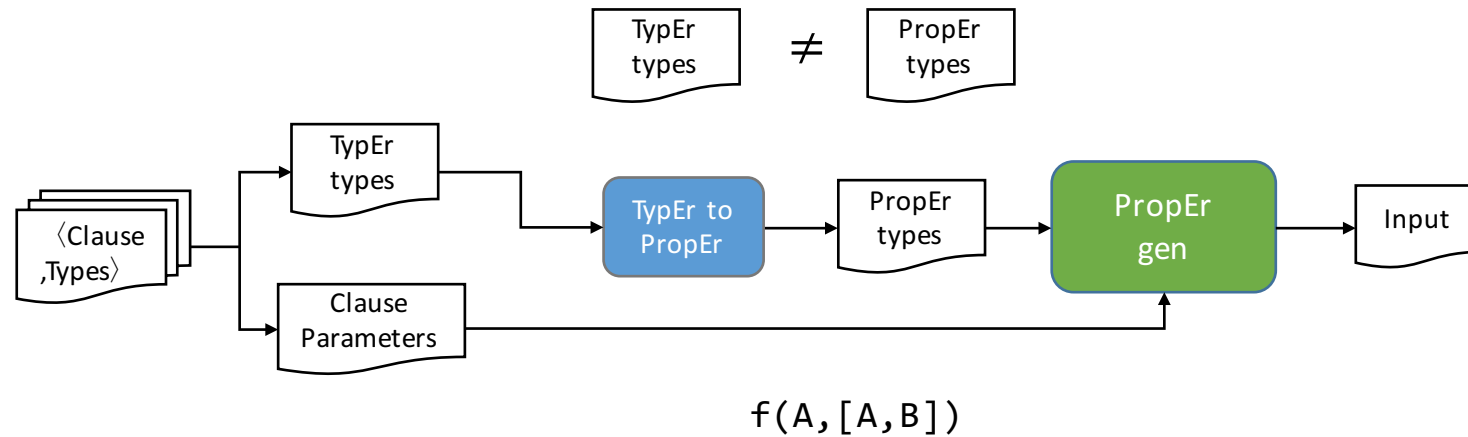 TypEr
types
≠
PropEr
types
TypEr
types
〈Clause
,Types〉
TypEr to
PropEr
PropEr
types
PropEr
gen
Input
Clause
Parameters
f(A,[A,B])